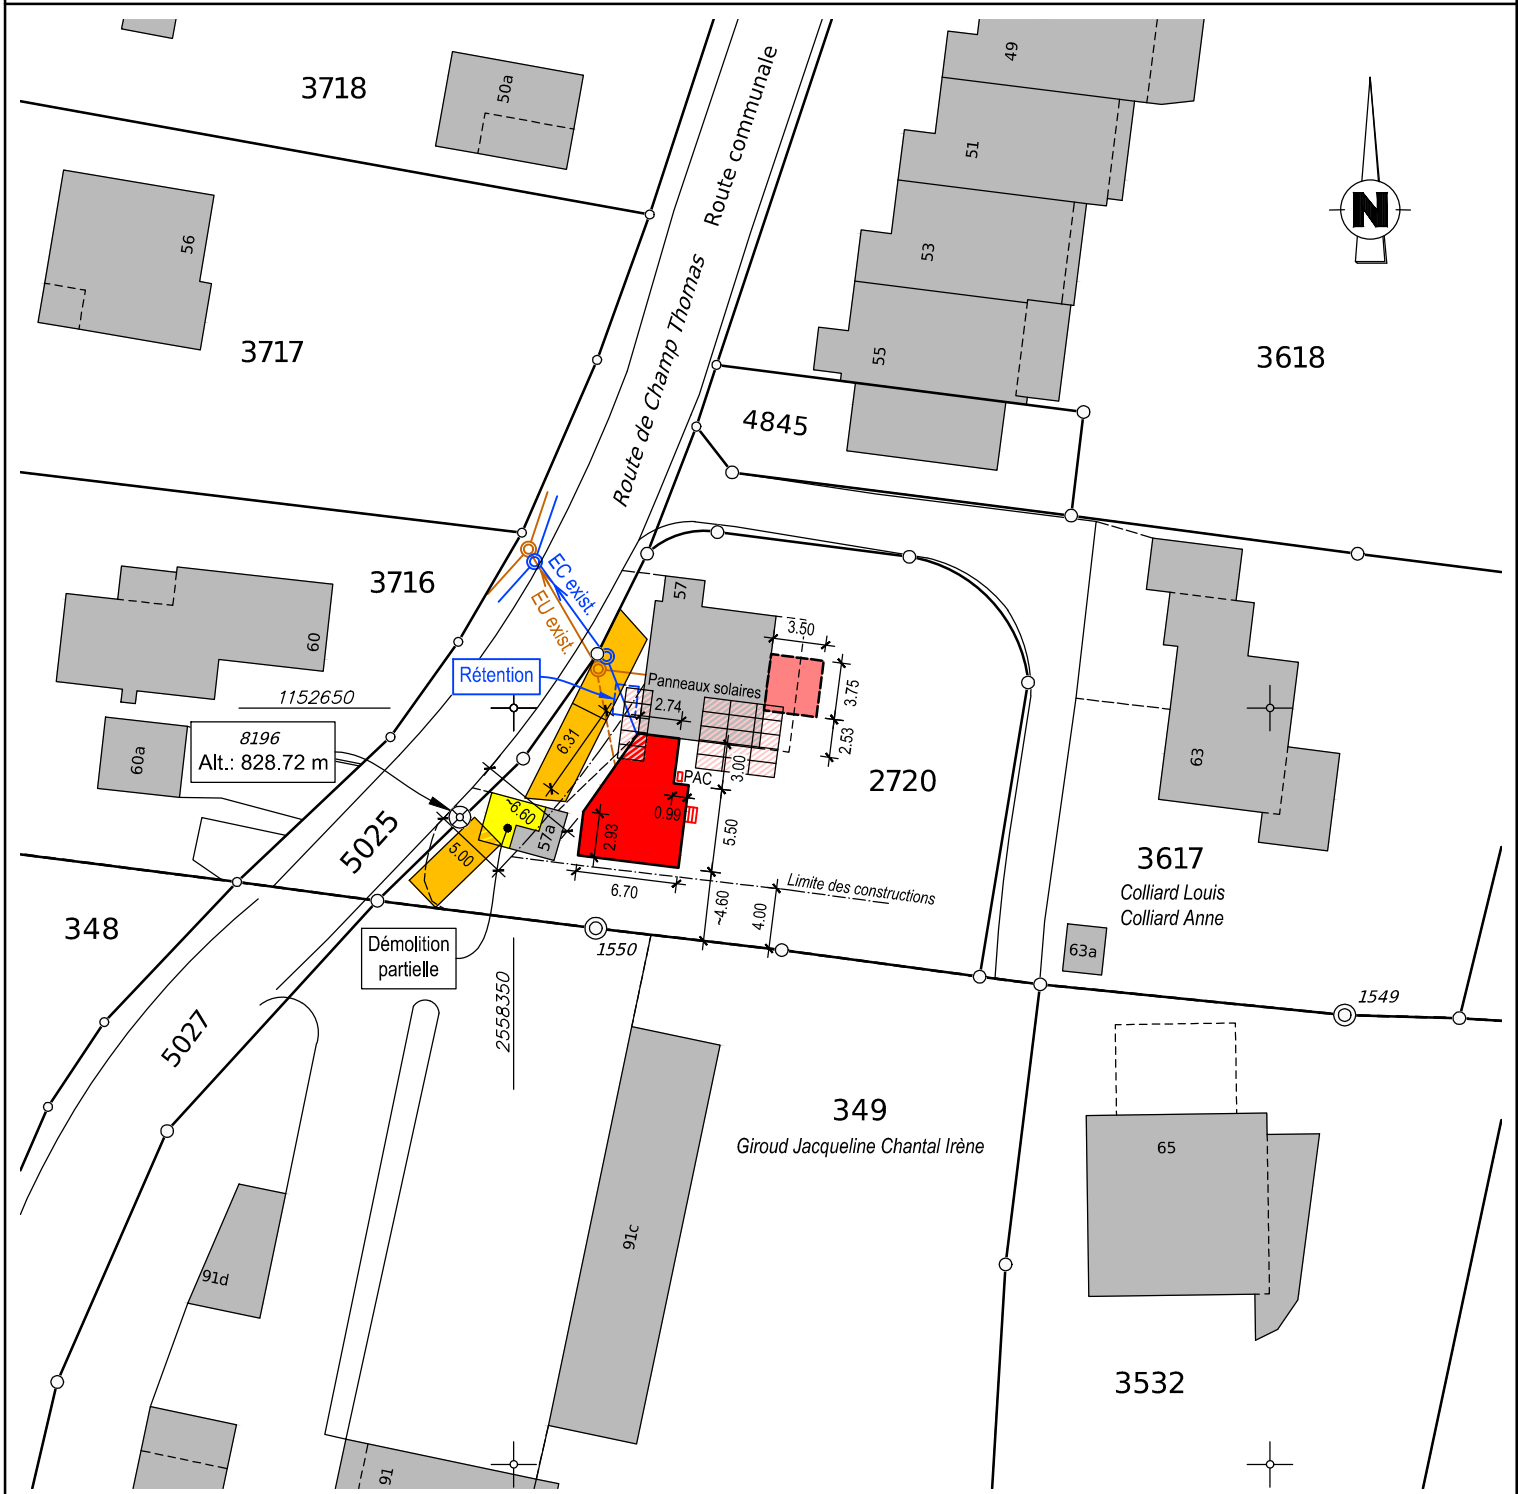 3718
50a
49
Route communale
51
N
56
53
3717
Route de Champ Thomas
55
3618
4845
3716
EC exist.
EU exist.
57
60
3.50
Rétention
Panneaux solaires
2.74
3.75
1152650
8196
Alt.: 828.72 m
60a
6.31
2.53
63
3.00
PAC
2720
~6.60
0.99
57a
5.00
2.93
5.50
5025
3617
Colliard Louis
Colliard Anne
6.70
Limite des constructions
~4.60
4.00
348
Démolition
partielle
1550
63a
2558350
1549
5027
349
Giroud Jacqueline Chantal Irène
65
91c
91d
3532
91